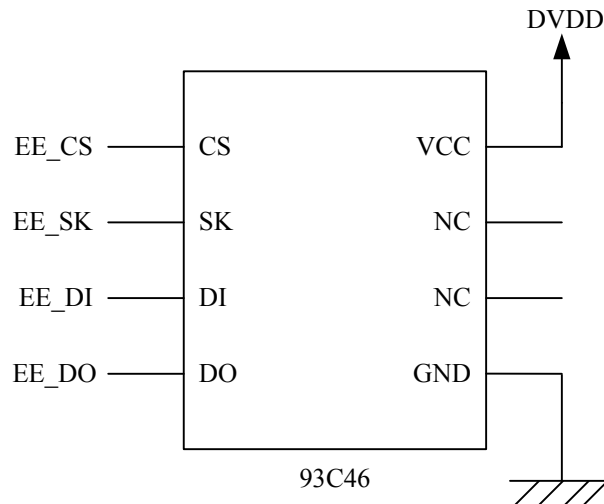 DVDD
EE_CS CS VCC
EE_SK SK NC
EE_DI DI NC
EE_DO DO GND
93C46